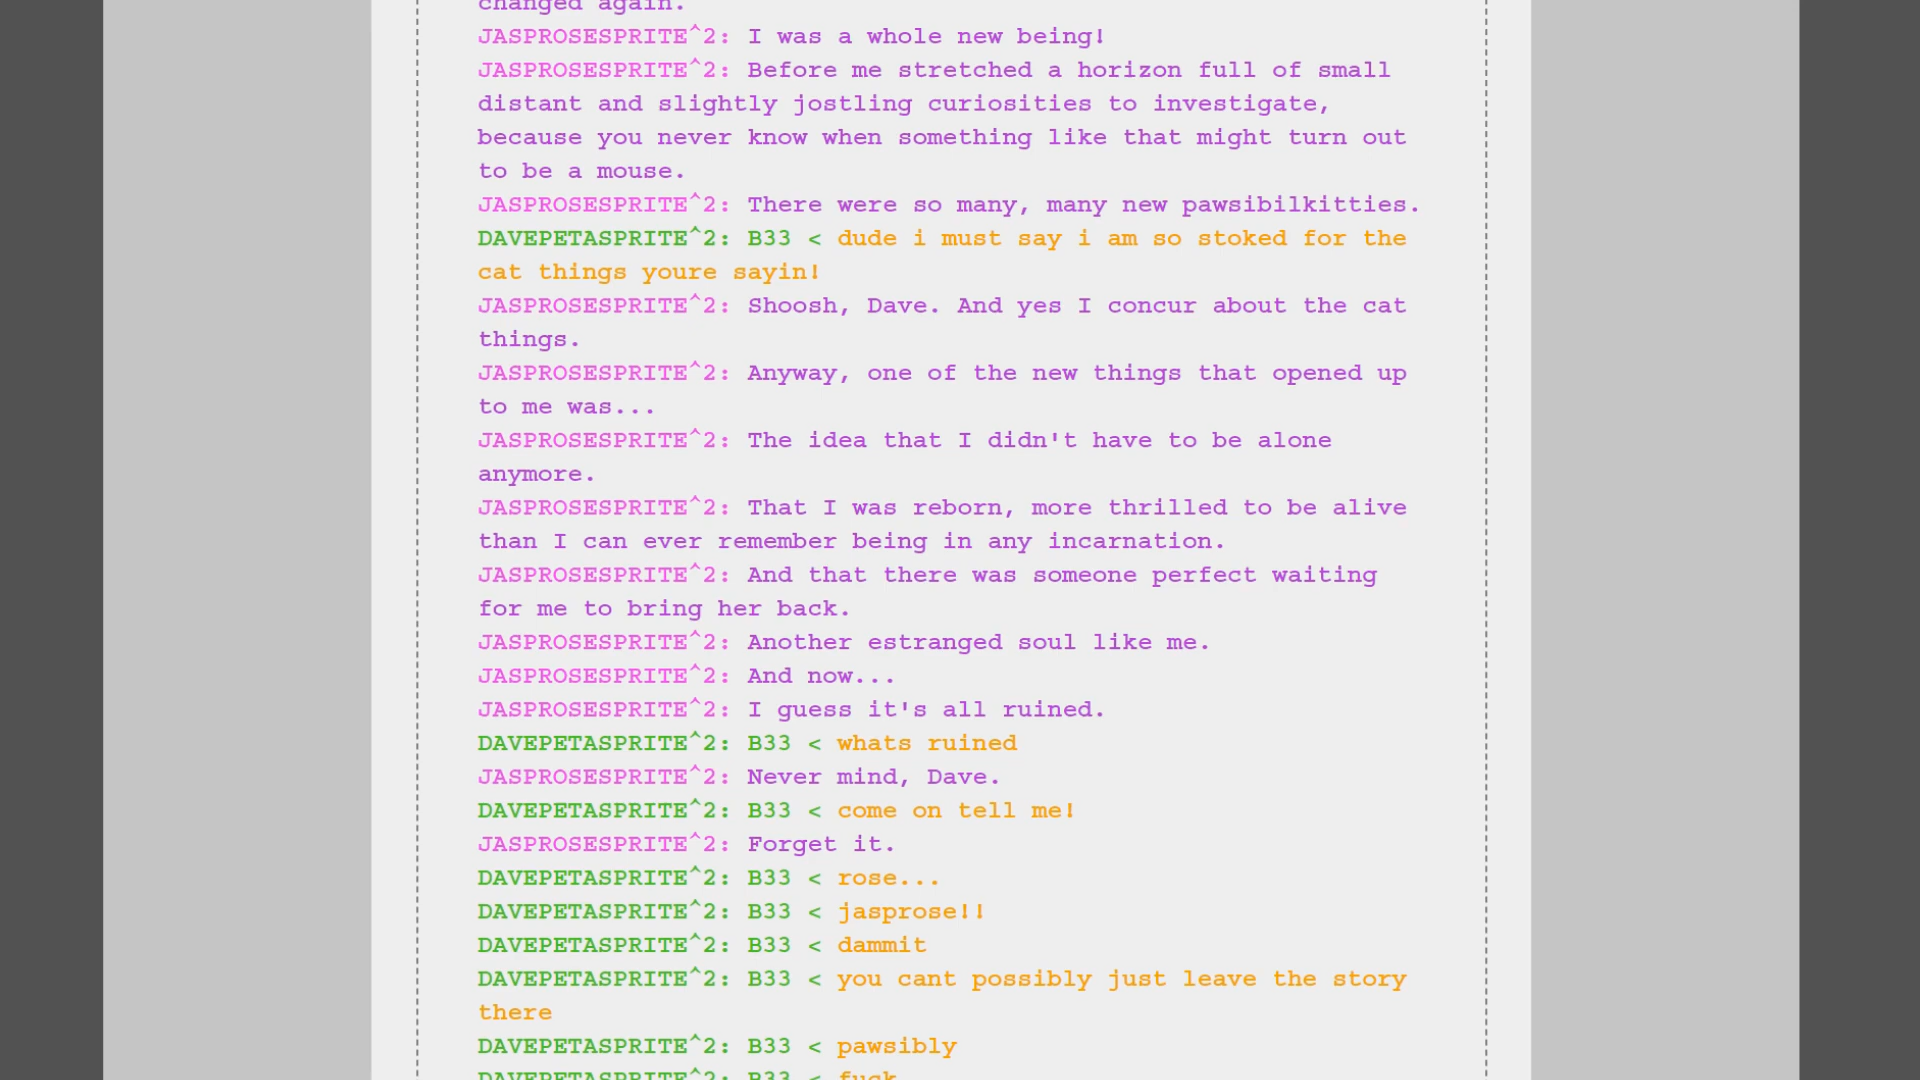 changed again.
JASPROSESPRITE^2: I was a whole new being!
JASPROSESPRITE^2: Before me stretched a horizon full of small
distant and slightly jostling curiosities to investigate,
because you never know when something like that might turn out
to be a mouse.
JASPROSESPRITE^2: There were so many, many new pawsibilkitties.
DAVEPETASPRITE^2: B33 < dude i must say i am so stoked for the
cat things youre sayin!
JASPROSESPRITE^2: Shoosh, Dave. And yes I concur about the cat
things.
JASPROSESPRITE^2: Anyway, one of the new things that opened up
to me was...
JASPROSESPRITE^2: The idea that I didn't have to be alone
anymore.
JASPROSESPRITE^2: That I was reborn, more thrilled to be alive
than I can ever remember being in any incarnation.
JASPROSESPRITE^2: And that there was someone perfect waiting
for me to bring her back.
JASPROSESPRITE^2: Another estranged soul like me.
JASPROSESPRITE^2: And now...
JASPROSESPRITE^2: I guess it's all ruined.
DAVEPETASPRITE^2: B33 < whats ruined
JASPROSESPRITE^2: Never mind, Dave.
DAVEPETASPRITE^2: B33 < come on tell me!
JASPROSESPRITE^2: Forget it.
DAVEPETASPRITE^2: B33 < rose...
DAVEPETASPRITE^2: B33 < jasprose!!
DAVEPETASPRITE^2: B33 < dammit
DAVEPETASPRITE^2: B33 < you cant possibly just leave the story
there
DAVEPETASPRITE^2: B33 < pawsibly
DAVEPETASPRITE^2: B33 < fuck